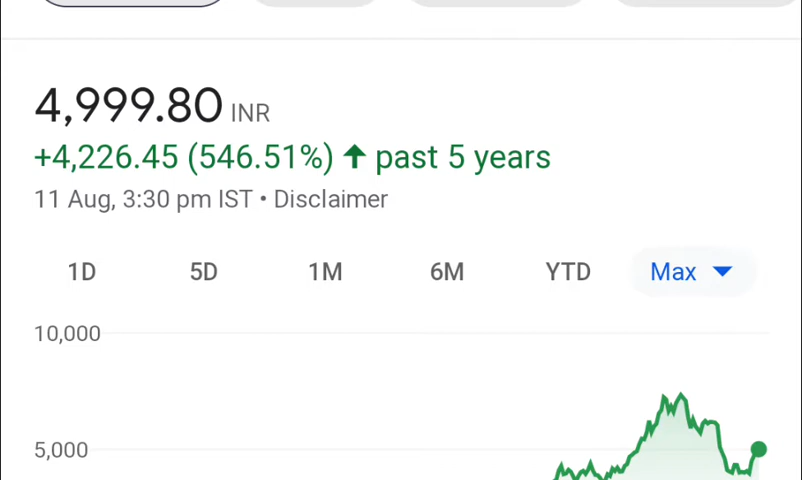 4,999.80 INR
+4,226.45 (546.51%) ↑ past 5 years
11 Aug, 3:30 pm IST • Disclaimer
1D 5D 1M 6M YTD Max
10,000
5,000